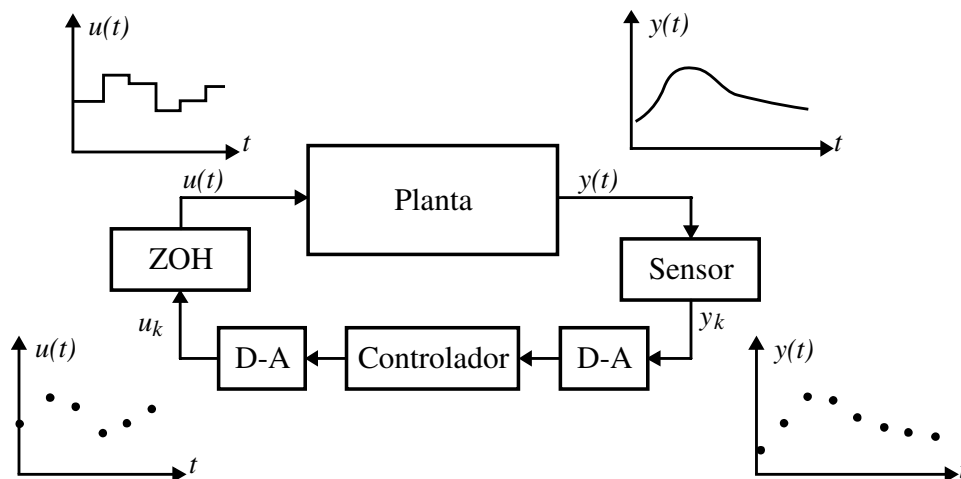 u(t)
y(t)
t
t
u(t)
Planta
y(t)
ZOH
Sensor
u_k
y_k
u(t)
D-A
Controlador
D-A
y(t)
t